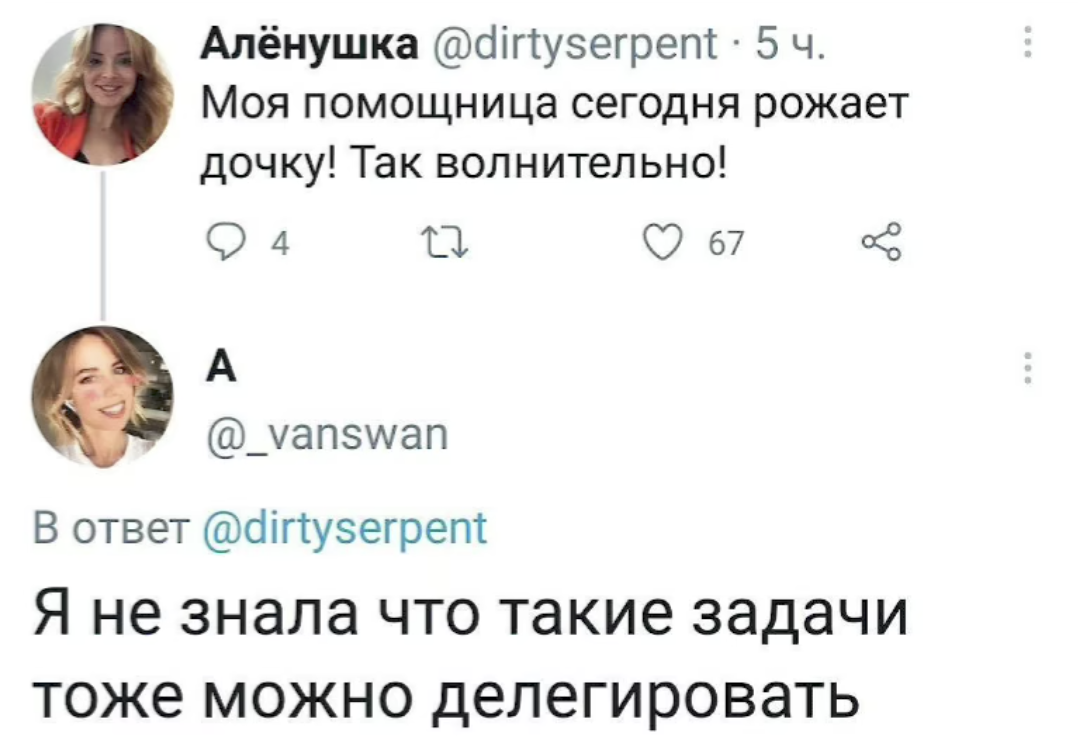 Алёнушка @dirtyserpent · 5 ч.
Моя помощница сегодня рожает
дочку! Так волнительно!
4 67
А
@_vanswan
В ответ @dirtyserpent
Я не знала что такие задачи
тоже можно делегировать